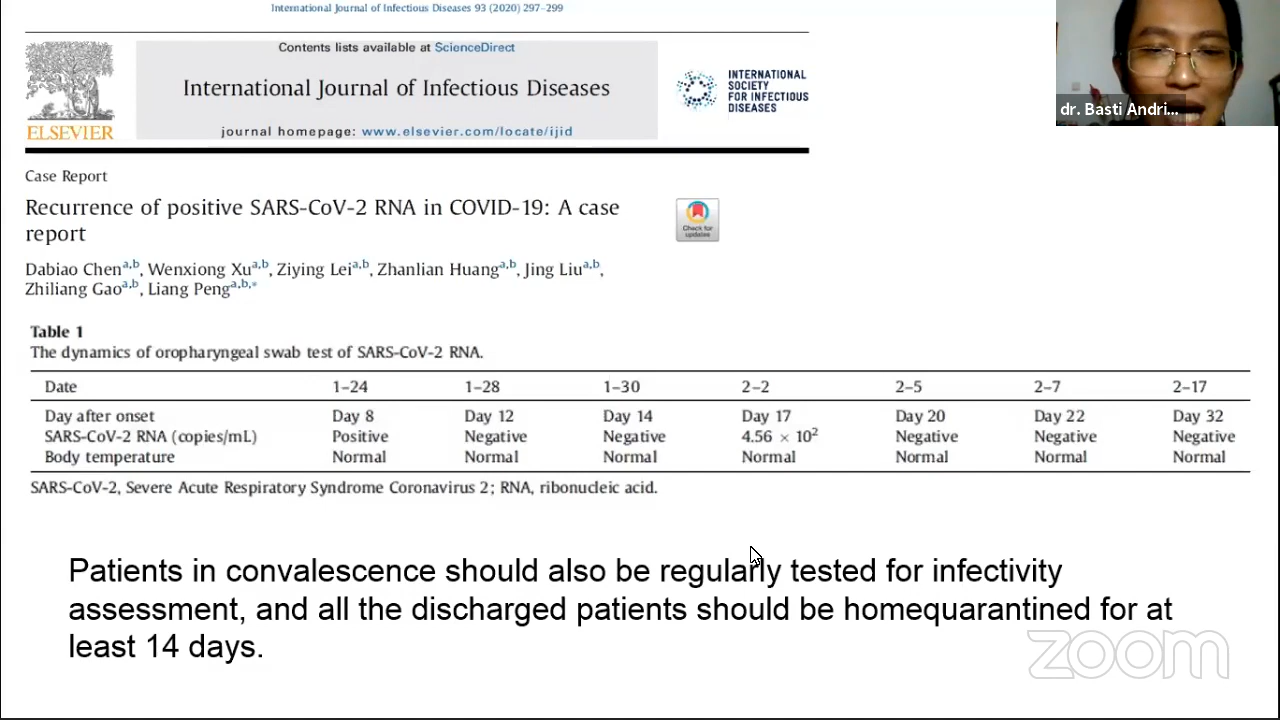 International Journal of Infectious Diseases 93 (2020) 297–299
Contents lists available at ScienceDirect
International Journal of Infectious Diseases
journal homepage: www.elsevier.com/locate/ijid
ELSEVIER
INTERNATIONAL
SOCIETY
FOR INFECTIOUS
DISEASES
dr. Basti Andri...
Case Report
Recurrence of positive SARS-CoV-2 RNA in COVID-19: A case
report
Check for
updates
Dabiao Chen a,b, Wenxiong Xu a,b, Ziying Lei a,b, Zhanlian Huang a,b, Jing Liu a,b,
Zhiliang Gao a,b, Liang Peng a,b,*
Table 1
The dynamics of oropharyngeal swab test of SARS-CoV-2 RNA.
Date 1–24 1–28 1–30 2–2 2–5 2–7 2–17
Day after onset Day 8 Day 12 Day 14 Day 17 Day 20 Day 22 Day 32
SARS-CoV-2 RNA (copies/mL) Positive Negative Negative 4.56 × 10² Negative Negative Negative
Body temperature Normal Normal Normal Normal Normal Normal Normal
SARS-CoV-2, Severe Acute Respiratory Syndrome Coronavirus 2; RNA, ribonucleic acid.
Patients in convalescence should also be regularly tested for infectivity
assessment, and all the discharged patients should be homequarantined for at
least 14 days.
zoom